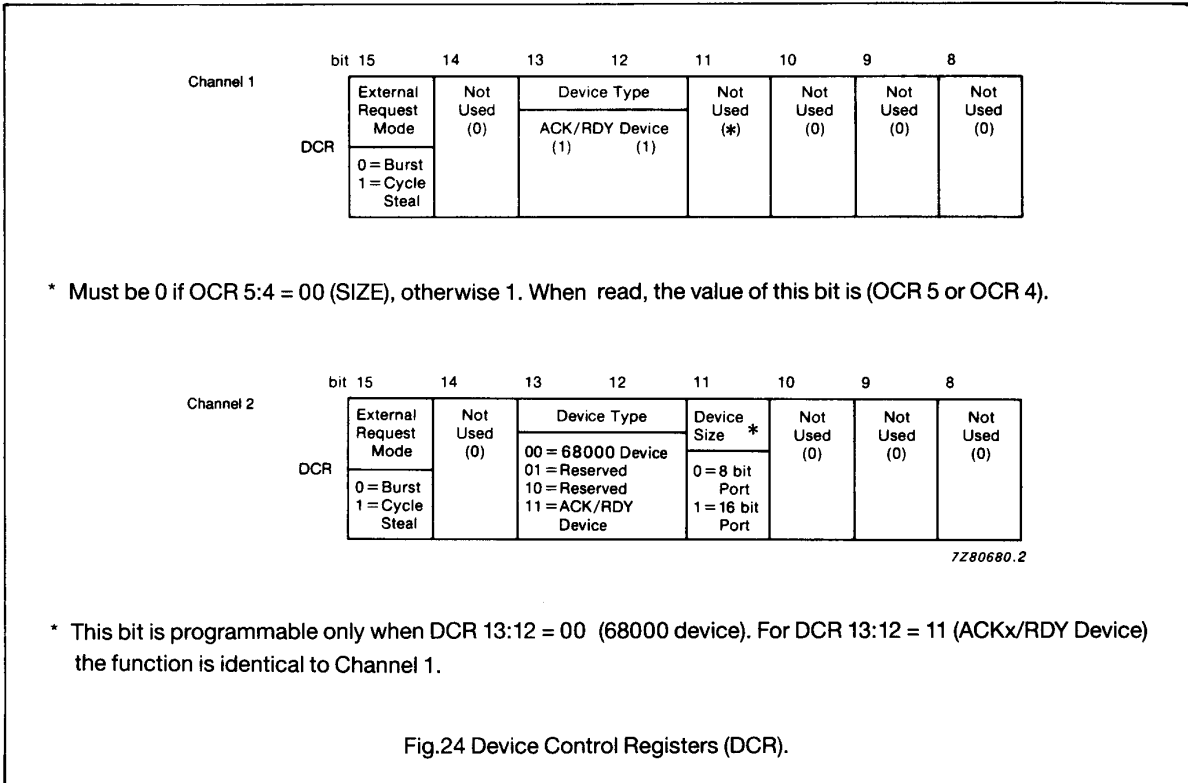 bit 15 14 13 12 11 10 9 8
Channel 1
DCR
External Request Mode
0 = Burst
1 = Cycle Steal
Not Used (0)
Device Type
ACK/RDY Device
(1) (1)
Not Used (*)
Not Used (0)
Not Used (0)
Not Used (0)
* Must be 0 if OCR 5:4 = 00 (SIZE), otherwise 1. When read, the value of this bit is (OCR 5 or OCR 4).
bit 15 14 13 12 11 10 9 8
Channel 2
DCR
External Request Mode
0 = Burst
1 = Cycle Steal
Not Used (0)
Device Type
00 = 68000 Device
01 = Reserved
10 = Reserved
11 = ACK/RDY Device
Device Size *
0 = 8 bit Port
1 = 16 bit Port
Not Used (0)
Not Used (0)
Not Used (0)
7Z80680.2
* This bit is programmable only when DCR 13:12 = 00 (68000 device). For DCR 13:12 = 11 (ACKx/RDY Device)
the function is identical to Channel 1.
Fig.24 Device Control Registers (DCR).